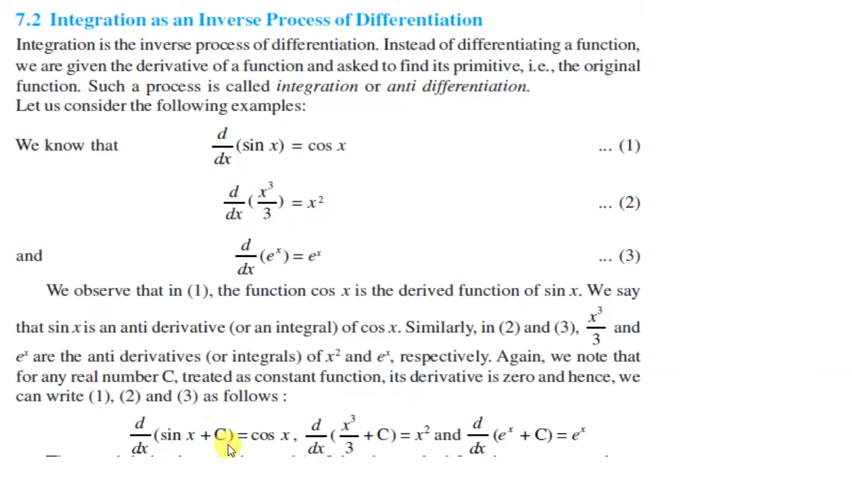 7.2 Integration as an Inverse Process of Differentiation
Integration is the inverse process of differentiation. Instead of differentiating a function,
we are given the derivative of a function and asked to find its primitive, i.e., the original
function. Such a process is called integration or anti differentiation.
Let us consider the following examples:
We know that d/dx (sin x) = cos x ... (1)
d/dx (x³/3) = x² ... (2)
and d/dx (eˣ) = eˣ ... (3)
We observe that in (1), the function cos x is the derived function of sin x. We say
that sin x is an anti derivative (or an integral) of cos x. Similarly, in (2) and (3), x³/3 and
eˣ are the anti derivatives (or integrals) of x² and eˣ, respectively. Again, we note that
for any real number C, treated as constant function, its derivative is zero and hence, we
can write (1), (2) and (3) as follows :
d/dx (sin x + C) = cos x, d/dx (x³/3 + C) = x² and d/dx (eˣ + C) = eˣ